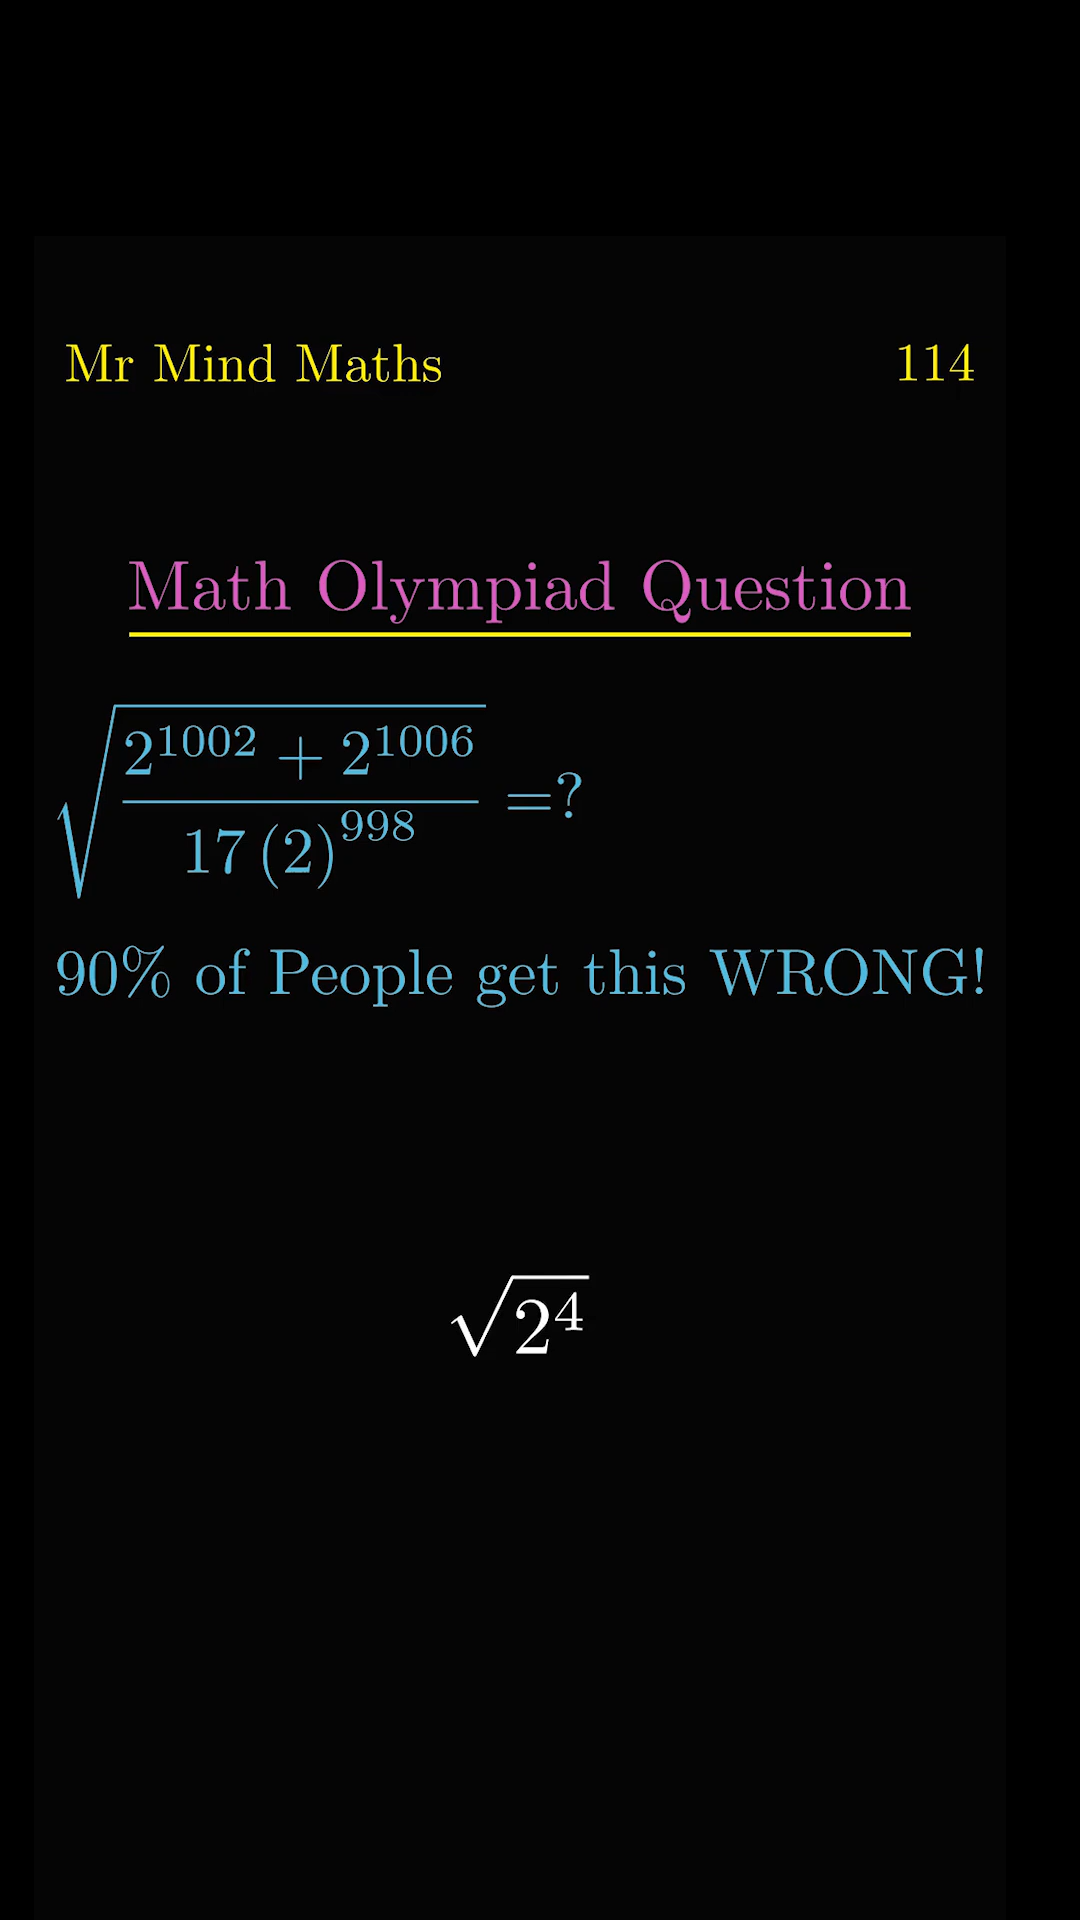 Mr Mind Maths 114
Math Olympiad Question
√((2^1002 + 2^1006)/(17 (2)^998)) =?
90% of People get this WRONG!
√(2^4)